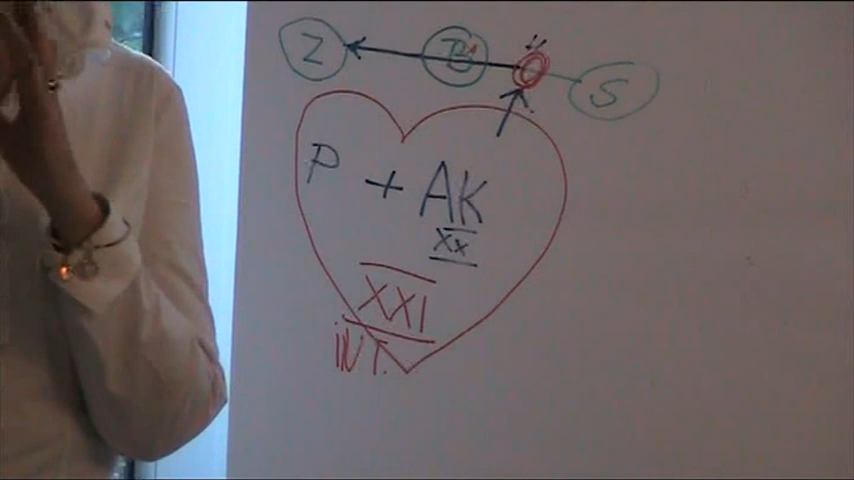 Z B S
P + AK
XX
XXI
INT.